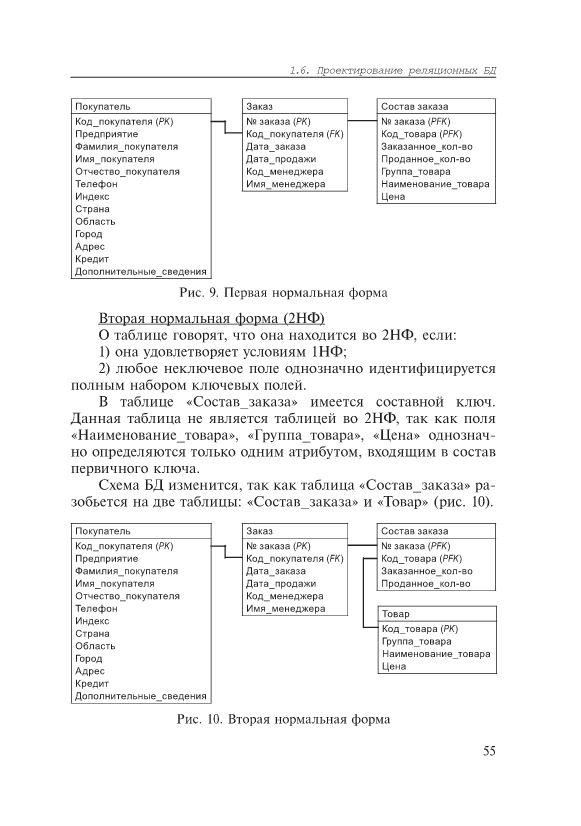 1.6. Проектирование реляционных БД
Покупатель
Код_покупателя (PK)
Предприятие
Фамилия_покупателя
Имя_покупателя
Отчество_покупателя
Телефон
Индекс
Страна
Область
Город
Адрес
Кредит
Дополнительные_сведения
Заказ
№ заказа (PK)
Код_покупателя (FK)
Дата_заказа
Дата_продажи
Код_менеджера
Имя_менеджера
Состав заказа
№ заказа (PFK)
Код_товара (PFK)
Заказанное_кол-во
Проданное_кол-во
Группа_товара
Наименование_товара
Цена
Рис. 9. Первая нормальная форма
Вторая нормальная форма (2НФ)
О таблице говорят, что она находится во 2НФ, если:
1) она удовлетворяет условиям 1НФ;
2) любое неключевое поле однозначно идентифицируется
полным набором ключевых полей.
В таблице «Состав_заказа» имеется составной ключ.
Данная таблица не является таблицей во 2НФ, так как поля
«Наименование_товара», «Группа_товара», «Цена» однознач-
но определяются только одним атрибутом, входящим в состав
первичного ключа.
Схема БД изменится, так как таблица «Состав_заказа» ра-
зобьется на две таблицы: «Состав_заказа» и «Товар» (рис. 10).
Покупатель
Код_покупателя (PK)
Предприятие
Фамилия_покупателя
Имя_покупателя
Отчество_покупателя
Телефон
Индекс
Страна
Область
Город
Адрес
Кредит
Дополнительные_сведения
Заказ
№ заказа (PK)
Код_покупателя (FK)
Дата_заказа
Дата_продажи
Код_менеджера
Имя_менеджера
Состав заказа
№ заказа (PFK)
Код_товара (PFK)
Заказанное_кол-во
Проданное_кол-во
Товар
Код_товара (PK)
Группа_товара
Наименование_товара
Цена
Рис. 10. Вторая нормальная форма
55